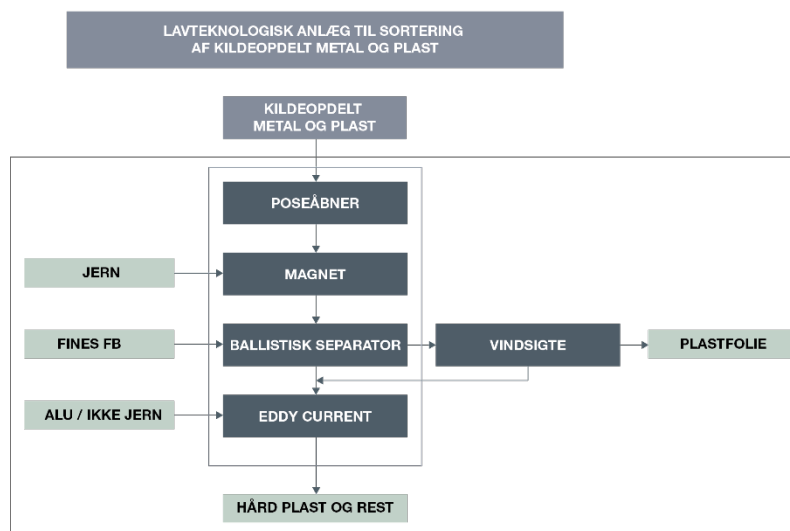 LAVTEKNOLOGISK ANLÆG TIL SORTERING
AF KILDEOPDELT METAL OG PLAST
KILDEOPDELT
METAL OG PLAST
POSEÅBNER
JERN
MAGNET
FINES FB
BALLISTISK SEPARATOR
VINDSIGTE
PLASTFOLIE
ALU / IKKE JERN
EDDY CURRENT
HÅRD PLAST OG REST